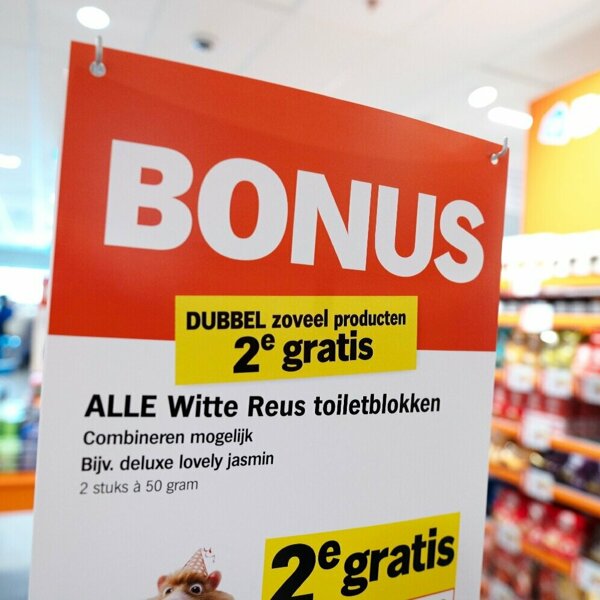 BONUS
DUBBEL zoveel producten
2e gratis
ALLE Witte Reus toiletblokken
Combineren mogelijk
Bijv. deluxe lovely jasmin
2 stuks à 50 gram
2e gratis